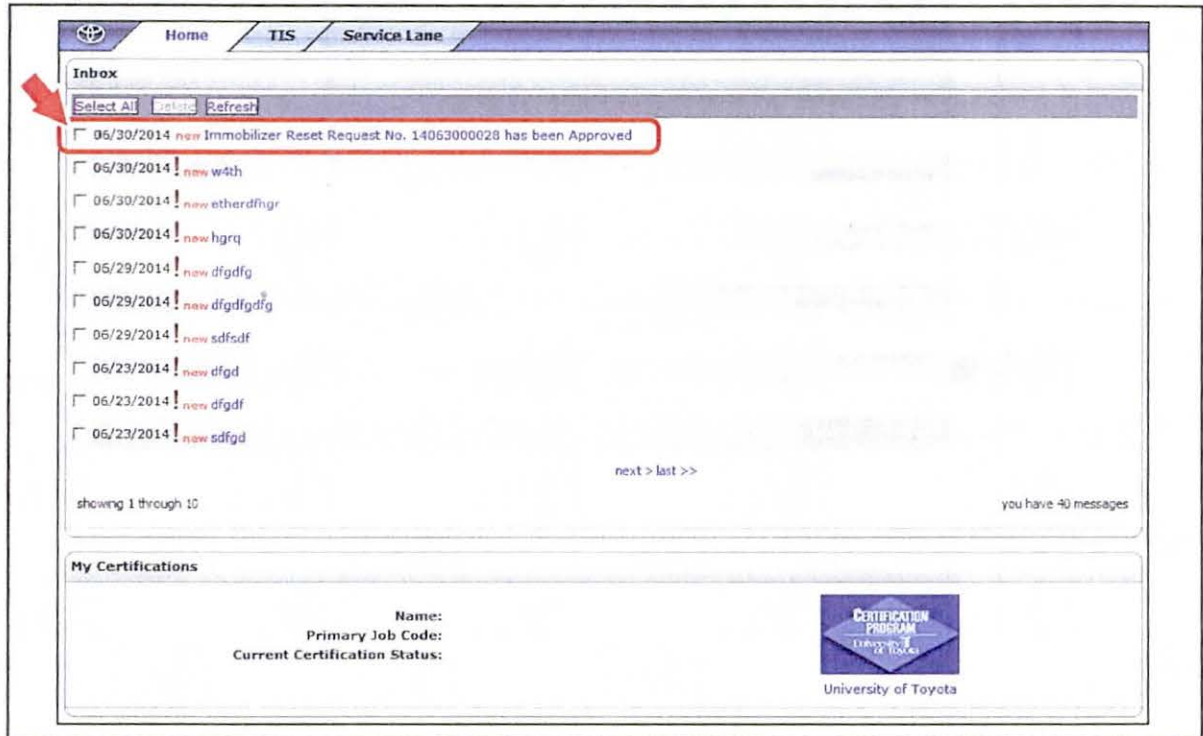 Home TIS Service Lane
Inbox
Select All Delete Refresh
06/30/2014 new Immobilizer Reset Request No. 14063000028 has been Approved
06/30/2014 ! new w4th
06/30/2014 ! new etherdfhgr
06/30/2014 ! new hgrq
06/29/2014 ! new dfgdfg
06/29/2014 ! new dfgdfgdfg
06/29/2014 ! new sdfsdf
06/23/2014 ! new dfgd
06/23/2014 ! new dfgdf
06/23/2014 ! new sdfgd
next > last >>
showing 1 through 10
you have 40 messages
My Certifications
Name:
Primary Job Code:
Current Certification Status:
CERTIFICATION
PROGRAM
University
of Toyota
University of Toyota